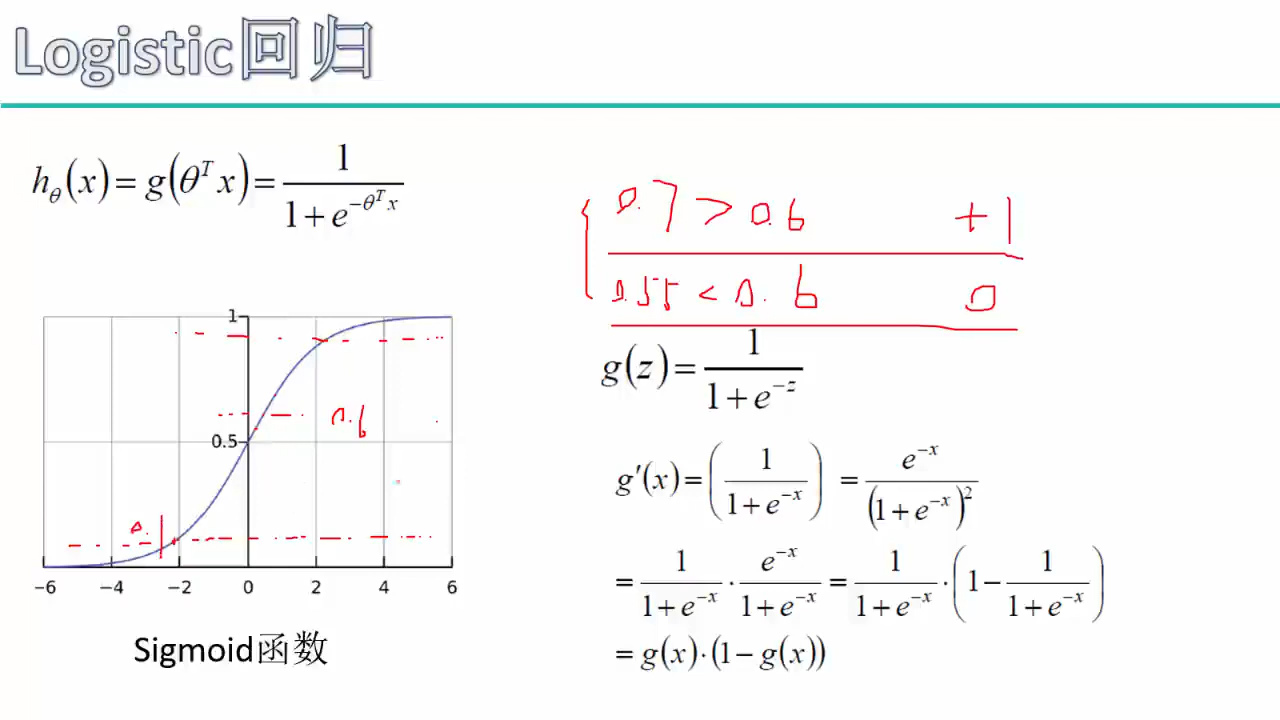 Logistic回归
h_θ(x) = g(θ^T x) = 1 / (1 + e^{-θ^T x})
0.7 > 0.6 +1
0.55 < 0.6 0
g(z) = 1 / (1 + e^{-z})
g'(x) = (1 / (1 + e^{-x})) = e^{-x} / (1 + e^{-x})^2
= 1 / (1 + e^{-x}) · e^{-x} / (1 + e^{-x}) = 1 / (1 + e^{-x}) · (1 - 1 / (1 + e^{-x}))
= g(x) · (1 - g(x))
1
0.6
0.5
0.1
-6 -4 -2 0 2 4 6
Sigmoid函数